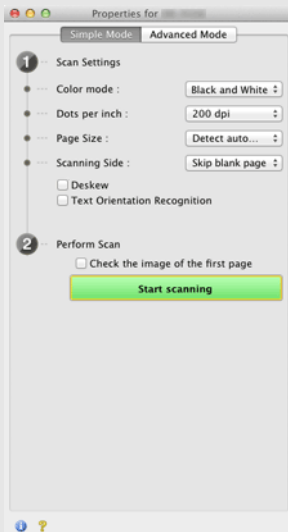 Properties for
Simple Mode Advanced Mode
1 Scan Settings
Color mode : Black and White
Dots per inch : 200 dpi
Page Size : Detect auto...
Scanning Side : Skip blank page
Deskew
Text Orientation Recognition
2 Perform Scan
Check the image of the first page
Start scanning